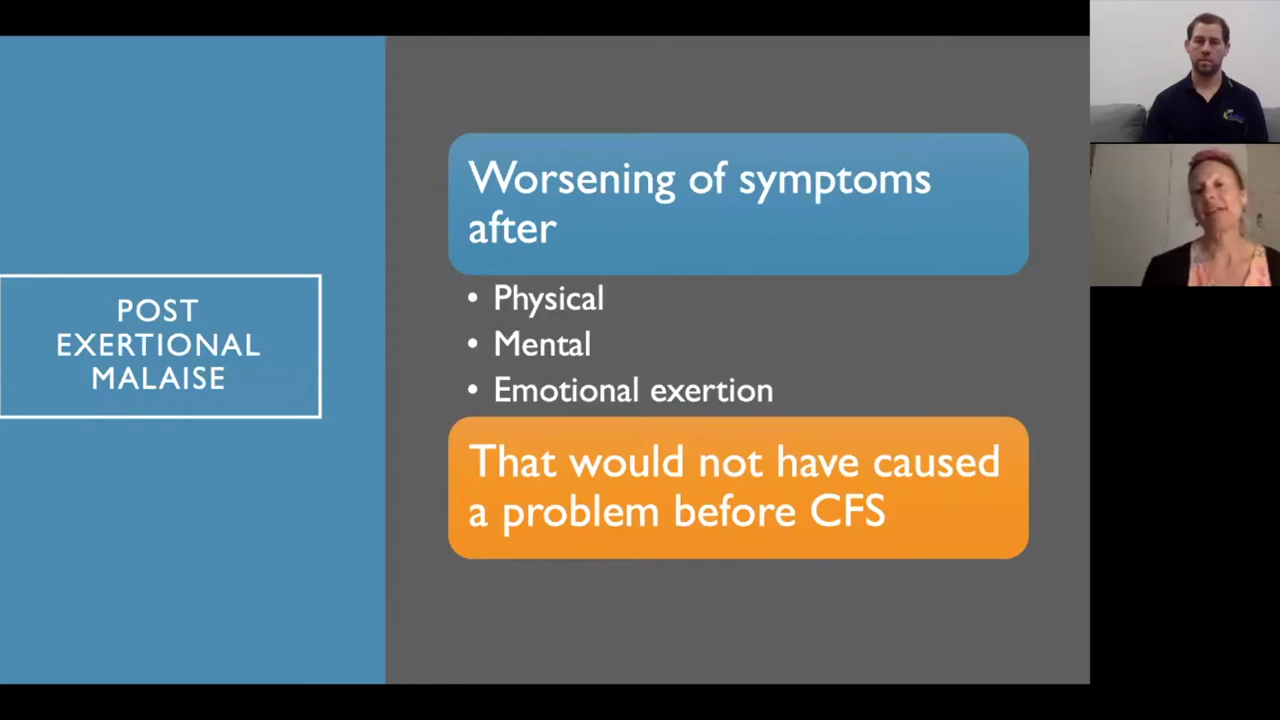 POST
EXERTIONAL
MALAISE
Worsening of symptoms
after
• Physical
• Mental
• Emotional exertion
That would not have caused
a problem before CFS